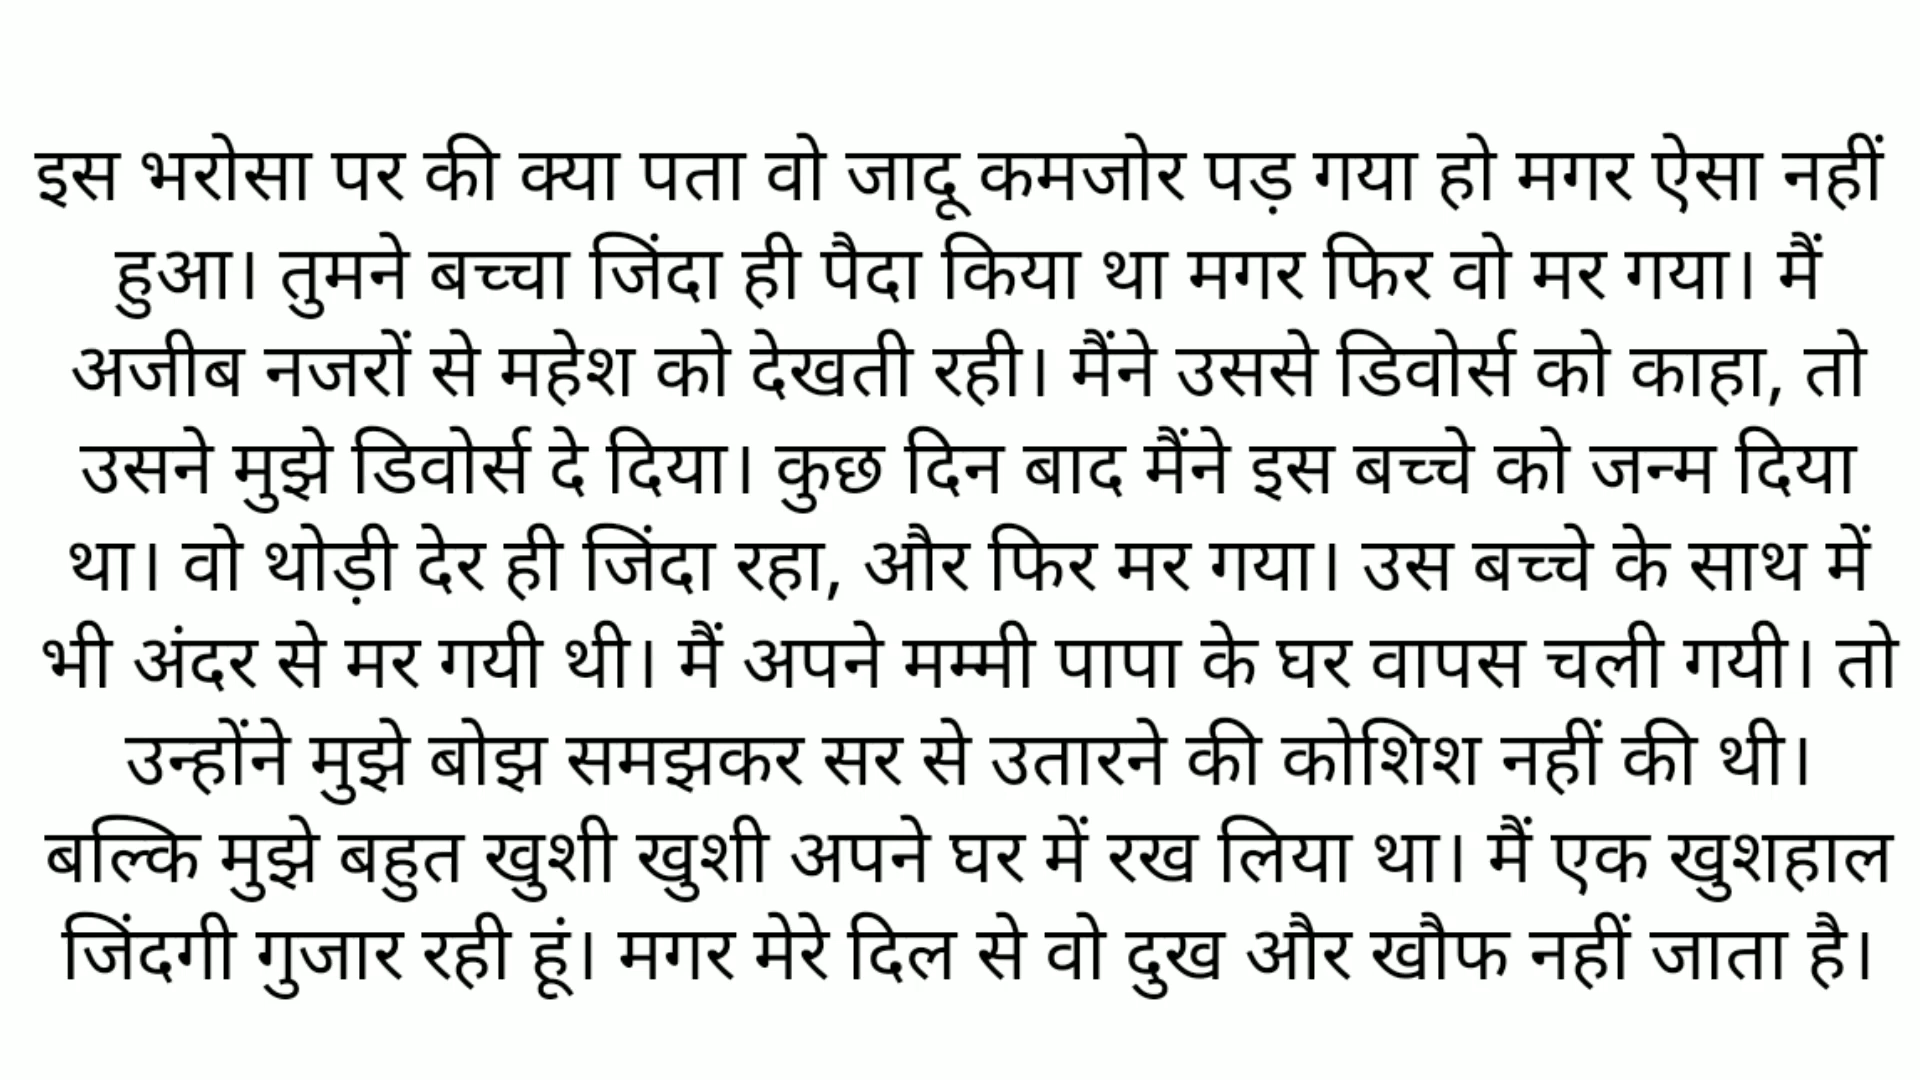 इस भरोसा पर की क्या पता वो जादू कमजोर पड़ गया हो मगर ऐसा नहीं
हुआ। तुमने बच्चा जिंदा ही पैदा किया था मगर फिर वो मर गया। मैं
अजीब नजरों से महेश को देखती रही। मैंने उससे डिवोर्स को काहा, तो
उसने मुझे डिवोर्स दे दिया। कुछ दिन बाद मैंने इस बच्चे को जन्म दिया
था। वो थोड़ी देर ही जिंदा रहा, और फिर मर गया। उस बच्चे के साथ में
भी अंदर से मर गयी थी। मैं अपने मम्मी पापा के घर वापस चली गयी। तो
उन्होंने मुझे बोझ समझकर सर से उतारने की कोशिश नहीं की थी।
बल्कि मुझे बहुत खुशी खुशी अपने घर में रख लिया था। मैं एक खुशहाल
जिंदगी गुजार रही हूं। मगर मेरे दिल से वो दुख और खौफ नहीं जाता है।